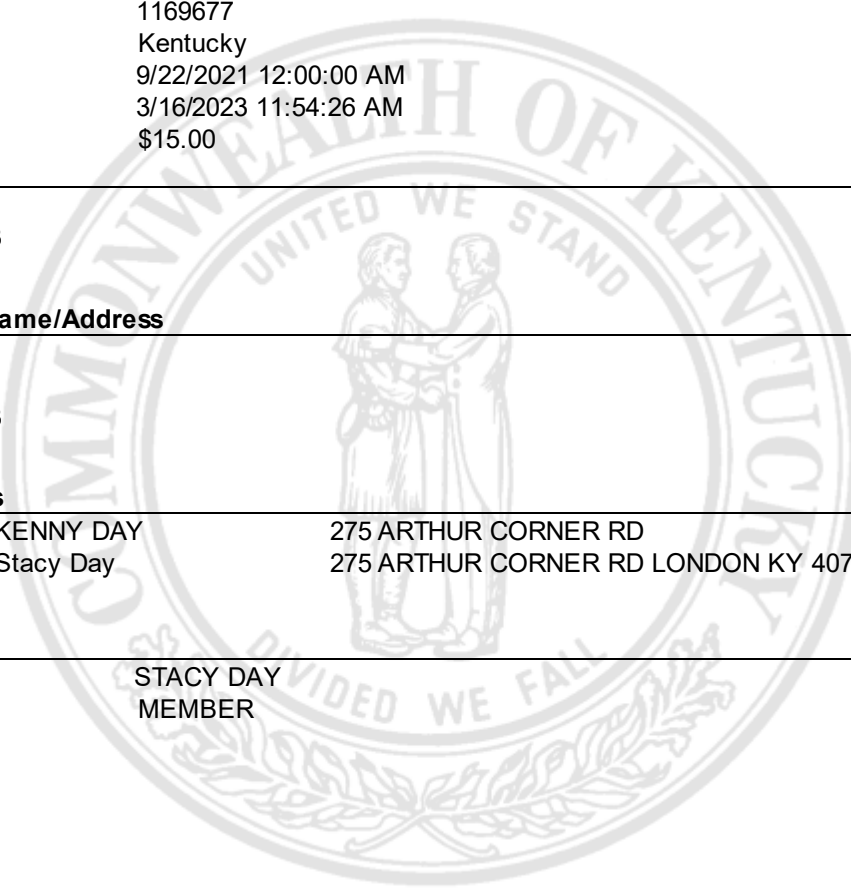 1169677
Kentucky
9/22/2021 12:00:00 AM
3/16/2023 11:54:26 AM
$15.00
ame/Address
s
KENNY DAY 275 ARTHUR CORNER RD
Stacy Day 275 ARTHUR CORNER RD LONDON KY 407
STACY DAY
MEMBER
COMMONWEALTH OF KENTUCKY
UNITED WE STAND
DIVIDED WE FALL